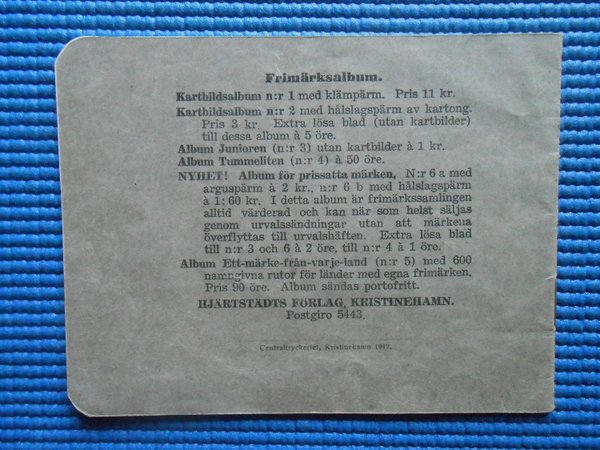 Frimärksalbum.
Kartbildsalbum n:r 1 med klämpärm. Pris 11 kr.
Kartbildsalbum n:r 2 med hålslagspärm av kartong.
Pris 3 kr. Extra lösa blad (utan kartbilder)
till dessa album à 5 öre.
Album Junioren (n:r 3) utan kartbilder à 1 kr.
Album Tummeliten (n:r 4) à 50 öre.
NYHET! Album för prissatta märken. N:r 6 a med
arguspärm à 2 kr., n:r 6 b med hålslagspärm
à 1: 60 kr. I detta album är frimärkssamlingen
alltid värderad och kan när som helst säljas
genom urvalssändningar utan att märkena
överflyttas till urvalshäften. Extra lösa blad
till n:r 3 och 6 à 2 öre, till n:r 4 à 1 öre.
Album Ett-märke-från-varje-land (n:r 5) med 600
namngivna rutor för länder med egna frimärken.
Pris 90 öre. Album sändas portofritt.
HJÄRTSTÄDTS FÖRLAG, KRISTINEHAMN.
Postgiro 5443.
Centraltryckeriet, Kristinehamn